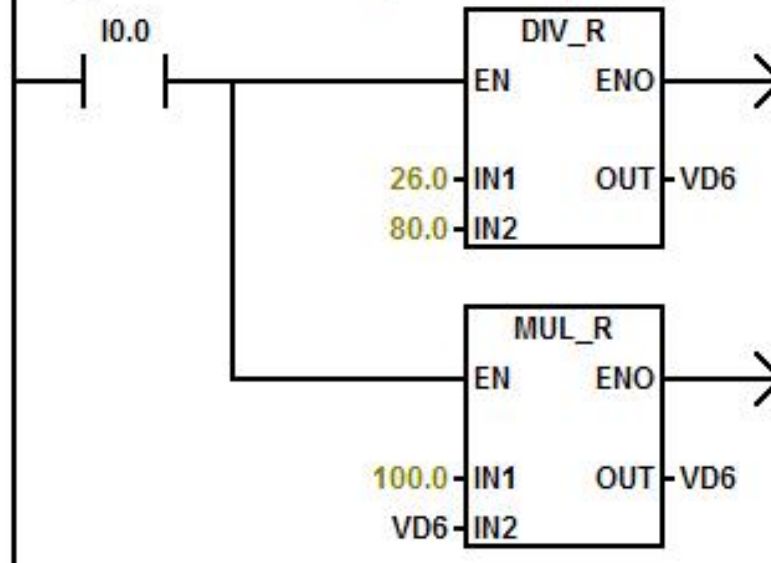 I0.0
DIV_R
EN ENO
26.0 IN1 OUT VD6
80.0 IN2
MUL_R
EN ENO
100.0 IN1 OUT VD6
VD6 IN2